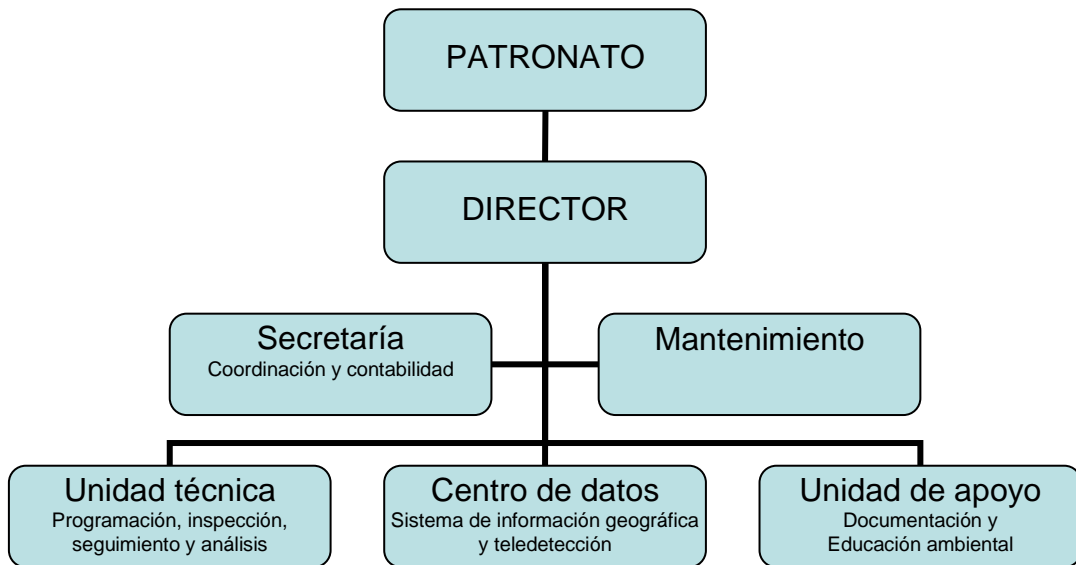 PATRONATO
DIRECTOR
Secretaría
Coordinación y contabilidad
Mantenimiento
Unidad técnica
Programación, inspección,
seguimiento y análisis
Centro de datos
Sistema de información geográfica
y teledetección
Unidad de apoyo
Documentación y
Educación ambiental